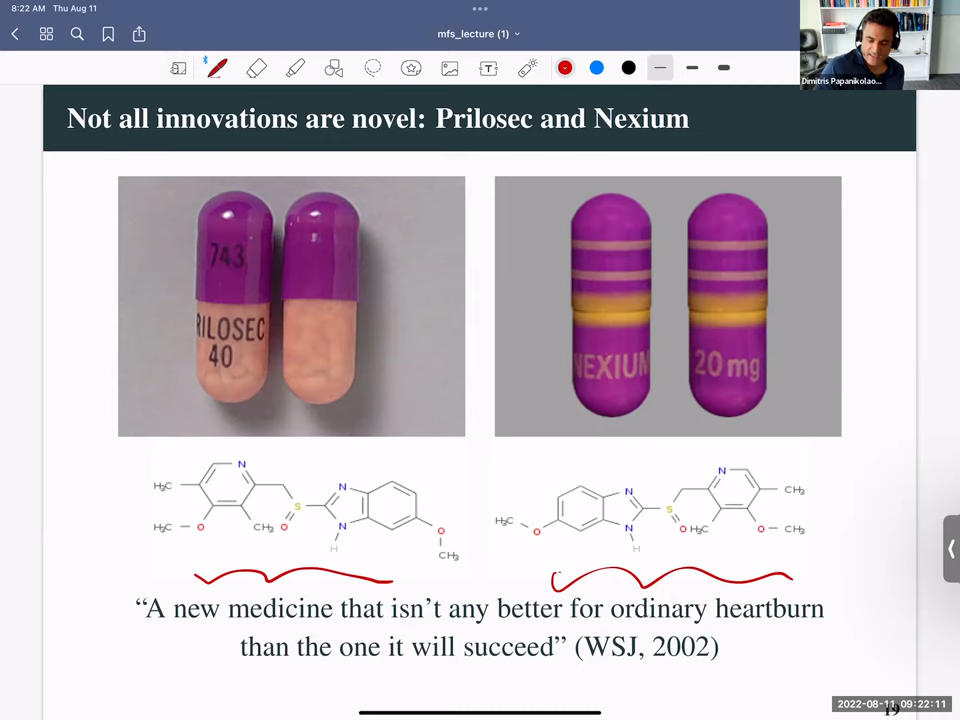 8:22 AM Thu Aug 11
mfs_lecture (1)
Dimitris Papanikolao...
Not all innovations are novel: Prilosec and Nexium
743
RILOSEC
40
NEXIUM
20 mg
N
H₃C
S
N
H₃C
O
CH₃
O
N
H
O
CH₃
N
N
S
CH₃
H₃C
O
N
H
O
H₃C
O
CH₃
“A new medicine that isn’t any better for ordinary heartburn
than the one it will succeed” (WSJ, 2002)
2022-08-11 09:22:11
19